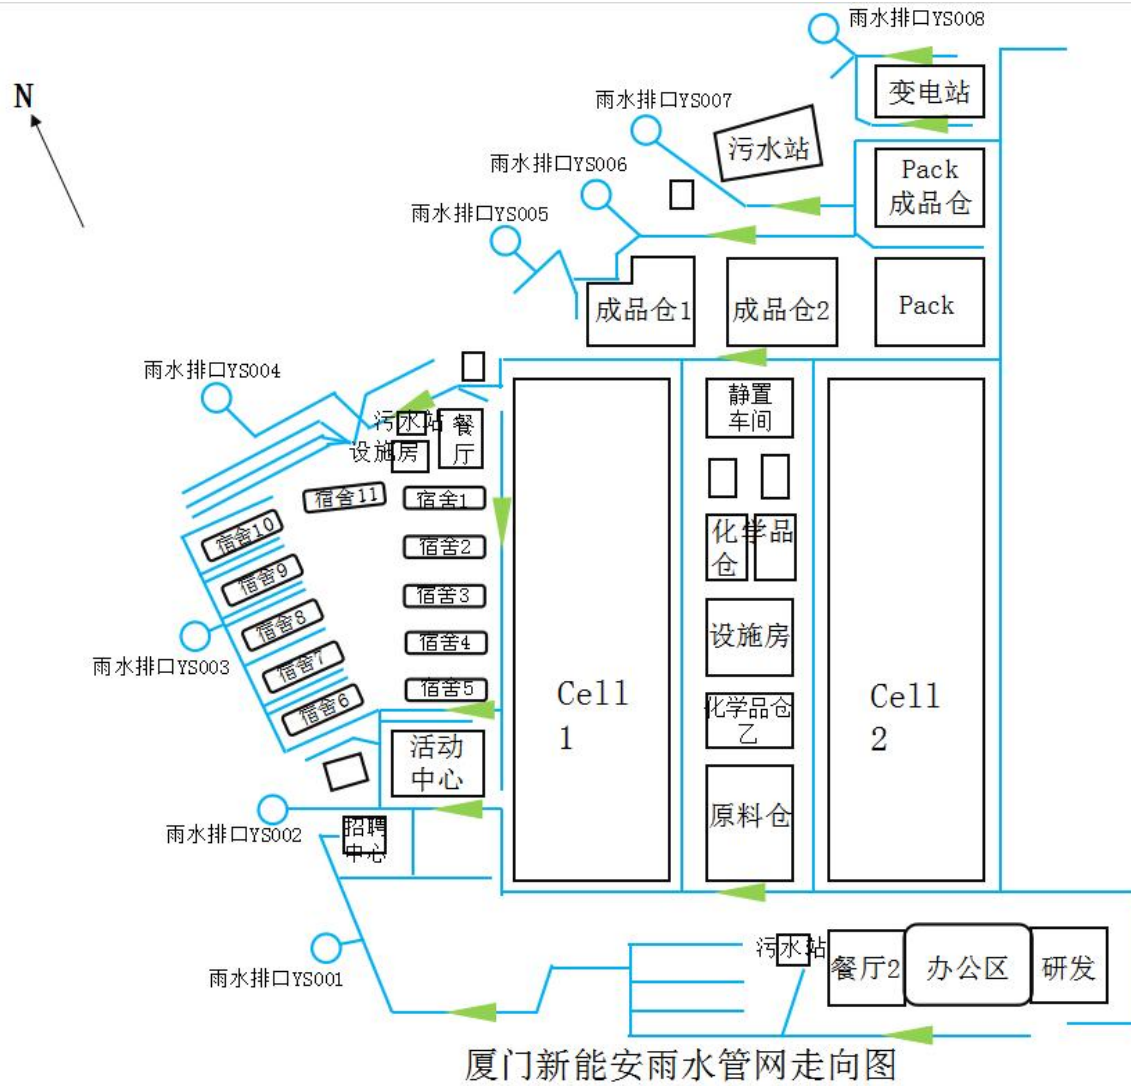 雨水排口YS008
N
变电站
雨水排口YS007
污水站
雨水排口YS006
Pack
成品仓
雨水排口YS005
成品仓1
成品仓2
Pack
雨水排口YS004
静置
车间
污水站
餐
厅
设施房
宿舍11
宿舍1
宿舍10
化学品
仓
宿舍2
宿舍9
宿舍3
宿舍8
设施房
宿舍4
雨水排口YS003
宿舍7
宿舍5
宿舍6
Cell
1
Cell
2
化学品仓
乙
活动
中心
原料仓
雨水排口YS002
招聘
中心
雨水排口YS001
污水站
餐厅2
办公区
研发
厦门新能安雨水管网走向图